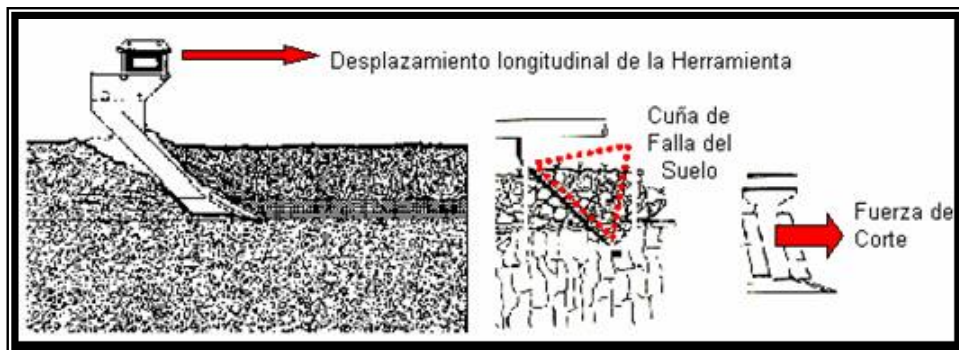 Desplazamiento longitudinal de la Herramienta
Cuña de
Falla del
Suelo
Fuerza de
Corte